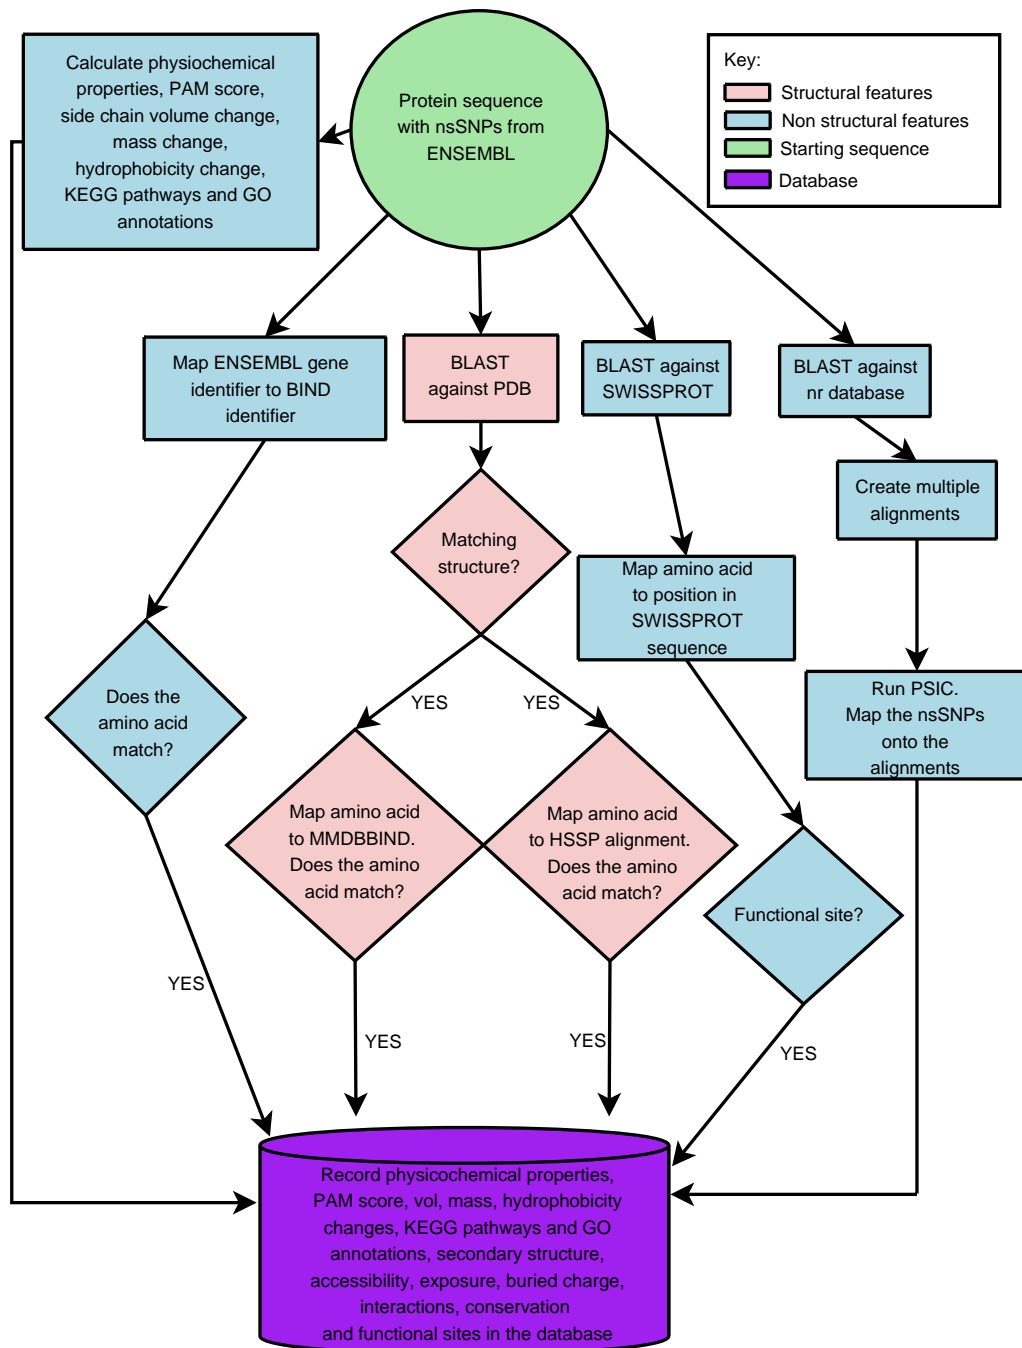 Calculate physiochemical
properties, PAM score,
side chain volume change,
mass change,
hydrophobicity change,
KEGG pathways and GO
annotations
Protein sequence
with nsSNPs from
ENSEMBL
Key:
Structural features
Non structural features
Starting sequence
Database
Map ENSEMBL gene
identifier to BIND
identifier
BLAST
against PDB
BLAST against
SWISSPROT
BLAST against
nr database
Create multiple
alignments
Matching
structure?
Map amino acid
to position in
SWISSPROT
sequence
Run PSIC.
Map the nsSNPs
onto the
alignments
Does the
amino acid
match?
YES
YES
Map amino acid
to MMDBBIND.
Does the amino
acid match?
Map amino acid
to HSSP alignment.
Does the amino
acid match?
Functional site?
YES
YES
YES
YES
Record physicochemical properties,
PAM score, vol, mass, hydrophobicity
changes, KEGG pathways and GO
annotations, secondary structure,
accessibility, exposure, buried charge,
interactions, conservation
and functional sites in the database